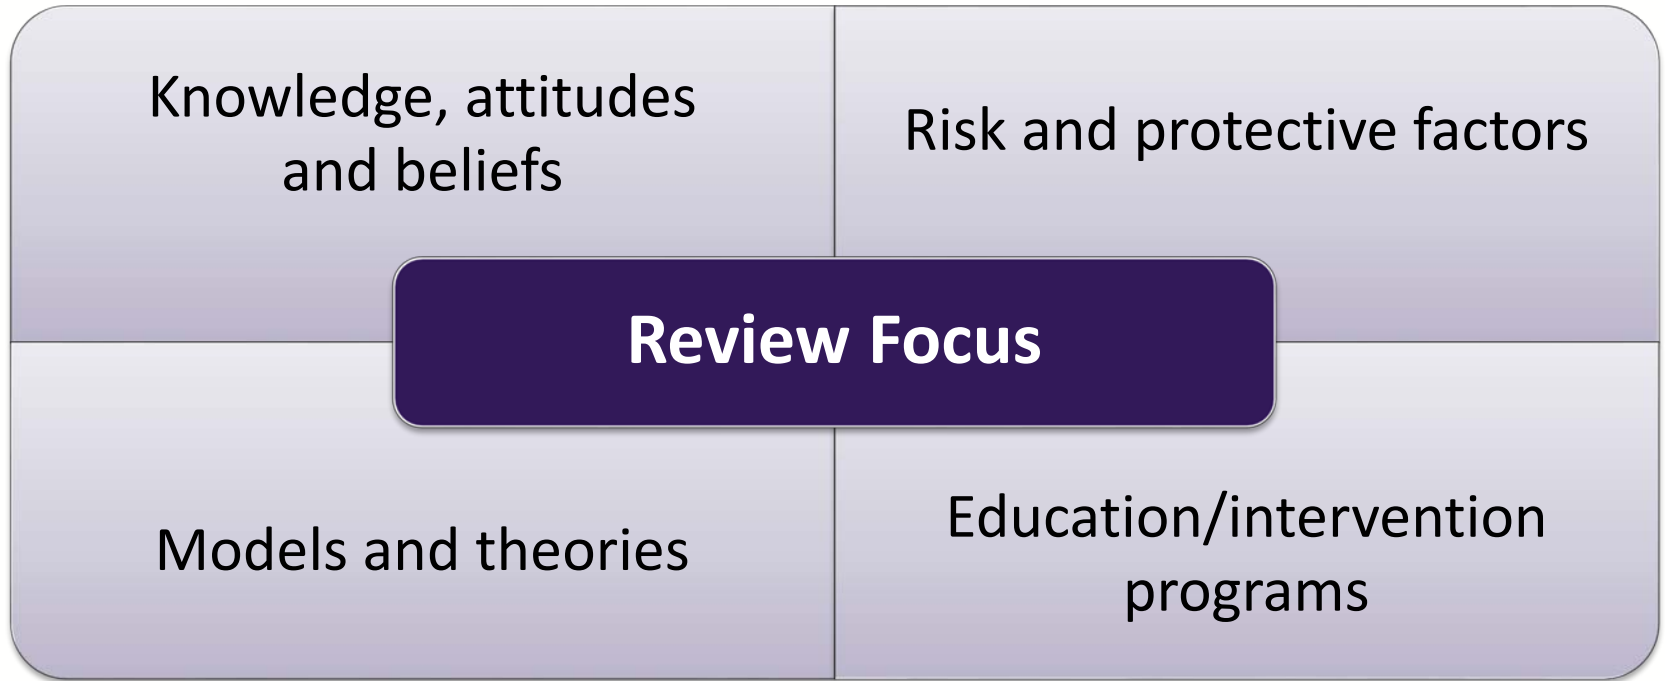 Knowledge, attitudes
and beliefs
Risk and protective factors
Review Focus
Models and theories
Education/intervention
programs